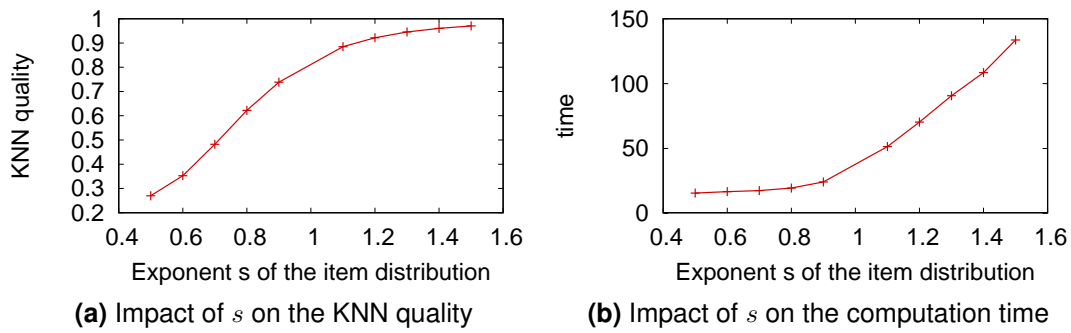 1
0.9
0.8
0.7
0.6
0.5
0.4
0.3
0.2
KNN quality
0.4 0.6 0.8 1 1.2 1.4 1.6
Exponent s of the item distribution
(a) Impact of s on the KNN quality
150
100
50
0
time
0.4 0.6 0.8 1 1.2 1.4 1.6
Exponent s of the item distribution
(b) Impact of s on the computation time